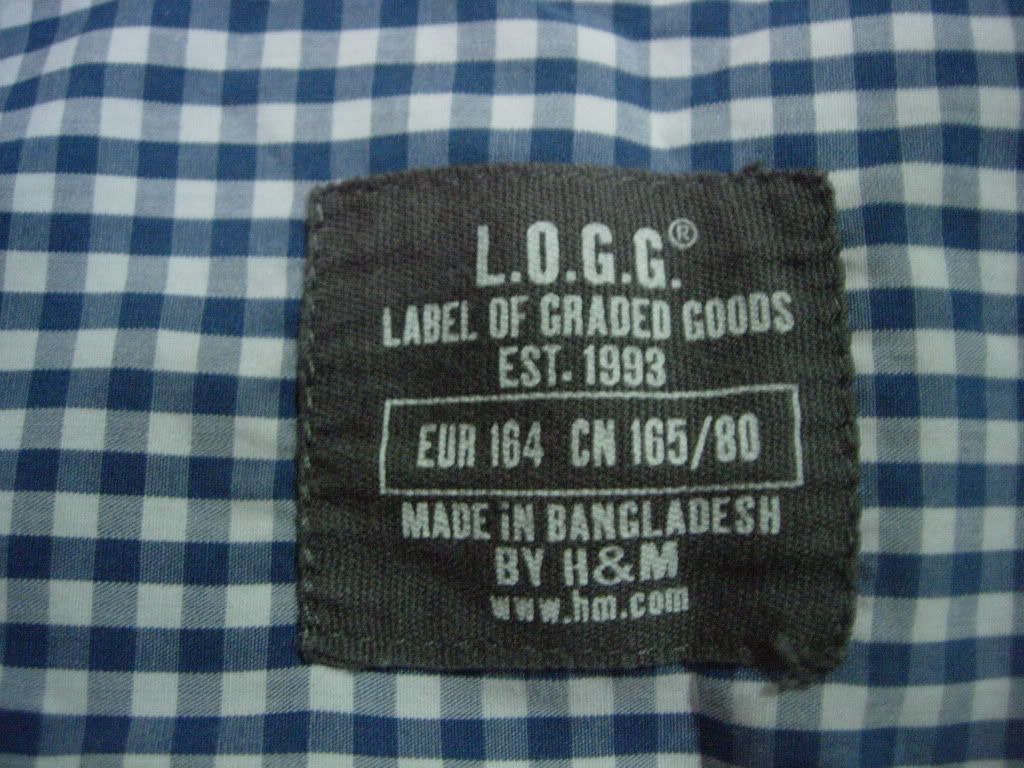 L.O.G.G.®
LABEL OF GRADED GOODS
EST. 1993
EUR 164 CN 165/80
MADE iN BANGLADESH
BY H&M
www.hm.com